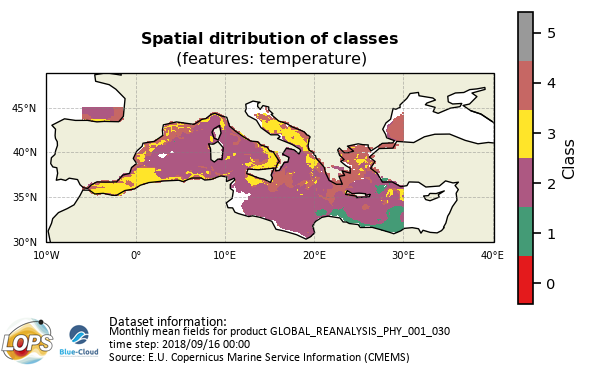 Spatial ditribution of classes
(features: temperature)
45°N
40°N
35°N
30°N
10°W
0°
10°E
20°E
30°E
40°E
5
4
3
2
1
0
Class
LOPS
Blue-Cloud
Dataset information:
Monthly mean fields for product GLOBAL_REANALYSIS_PHY_001_030
time step: 2018/09/16 00:00
Source: E.U. Copernicus Marine Service Information (CMEMS)